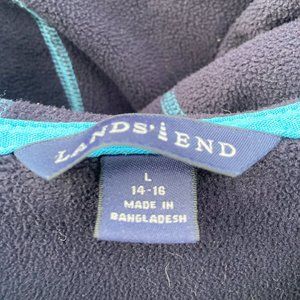 LANDS' END
L
14-16
MADE IN
BANGLADESH